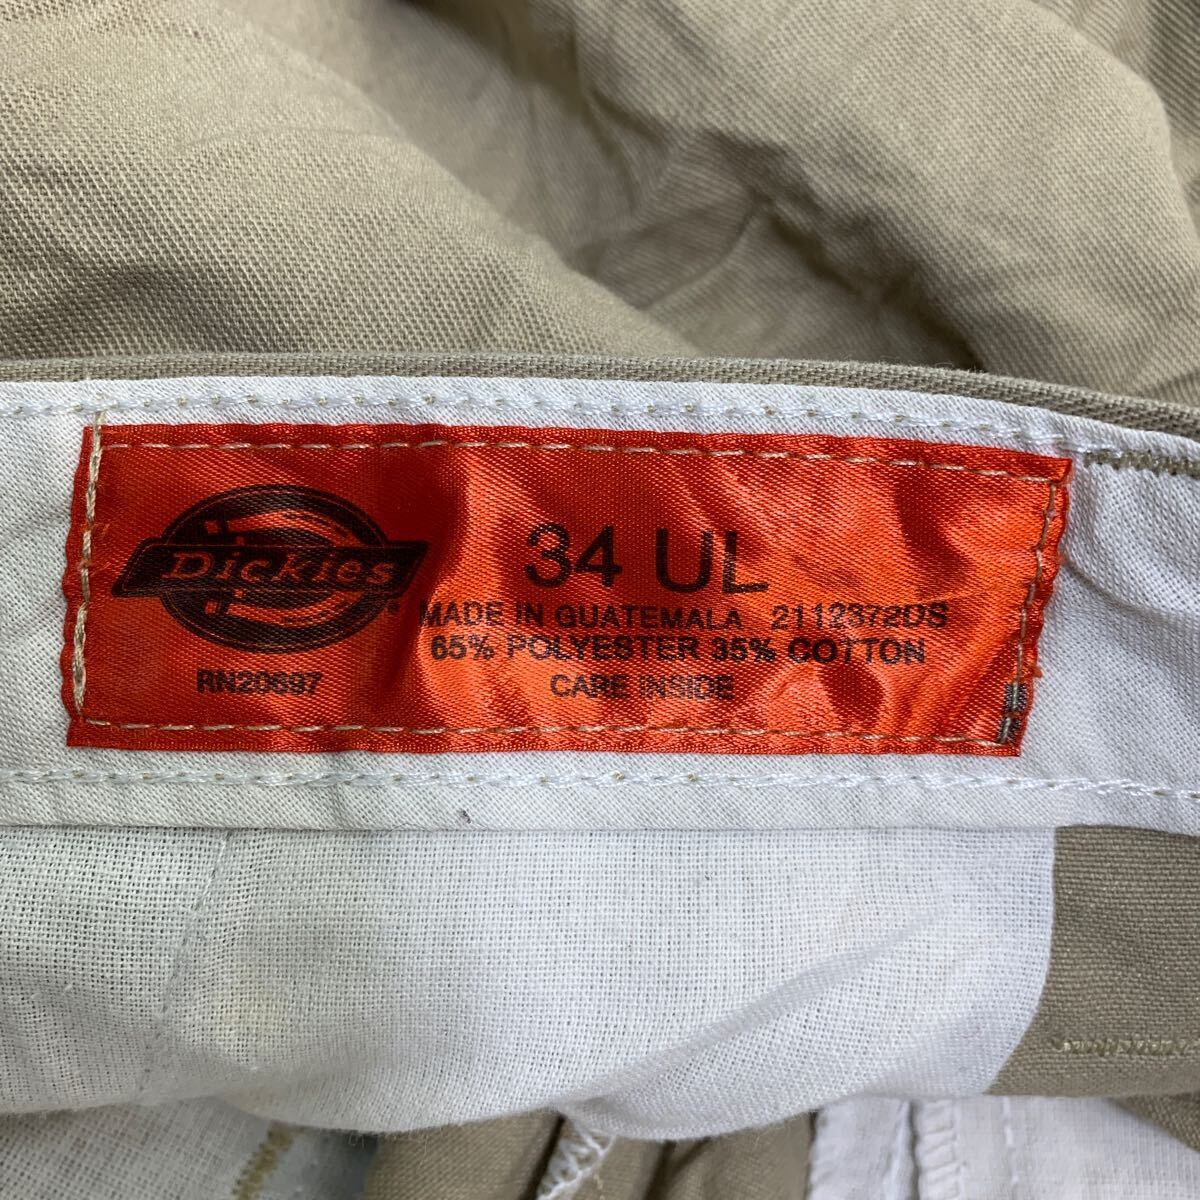 Dickies
®
34 UL
MADE IN GUATEMALA 2112372DS
65% POLYESTER 35% COTTON
RN20697
CARE INSIDE